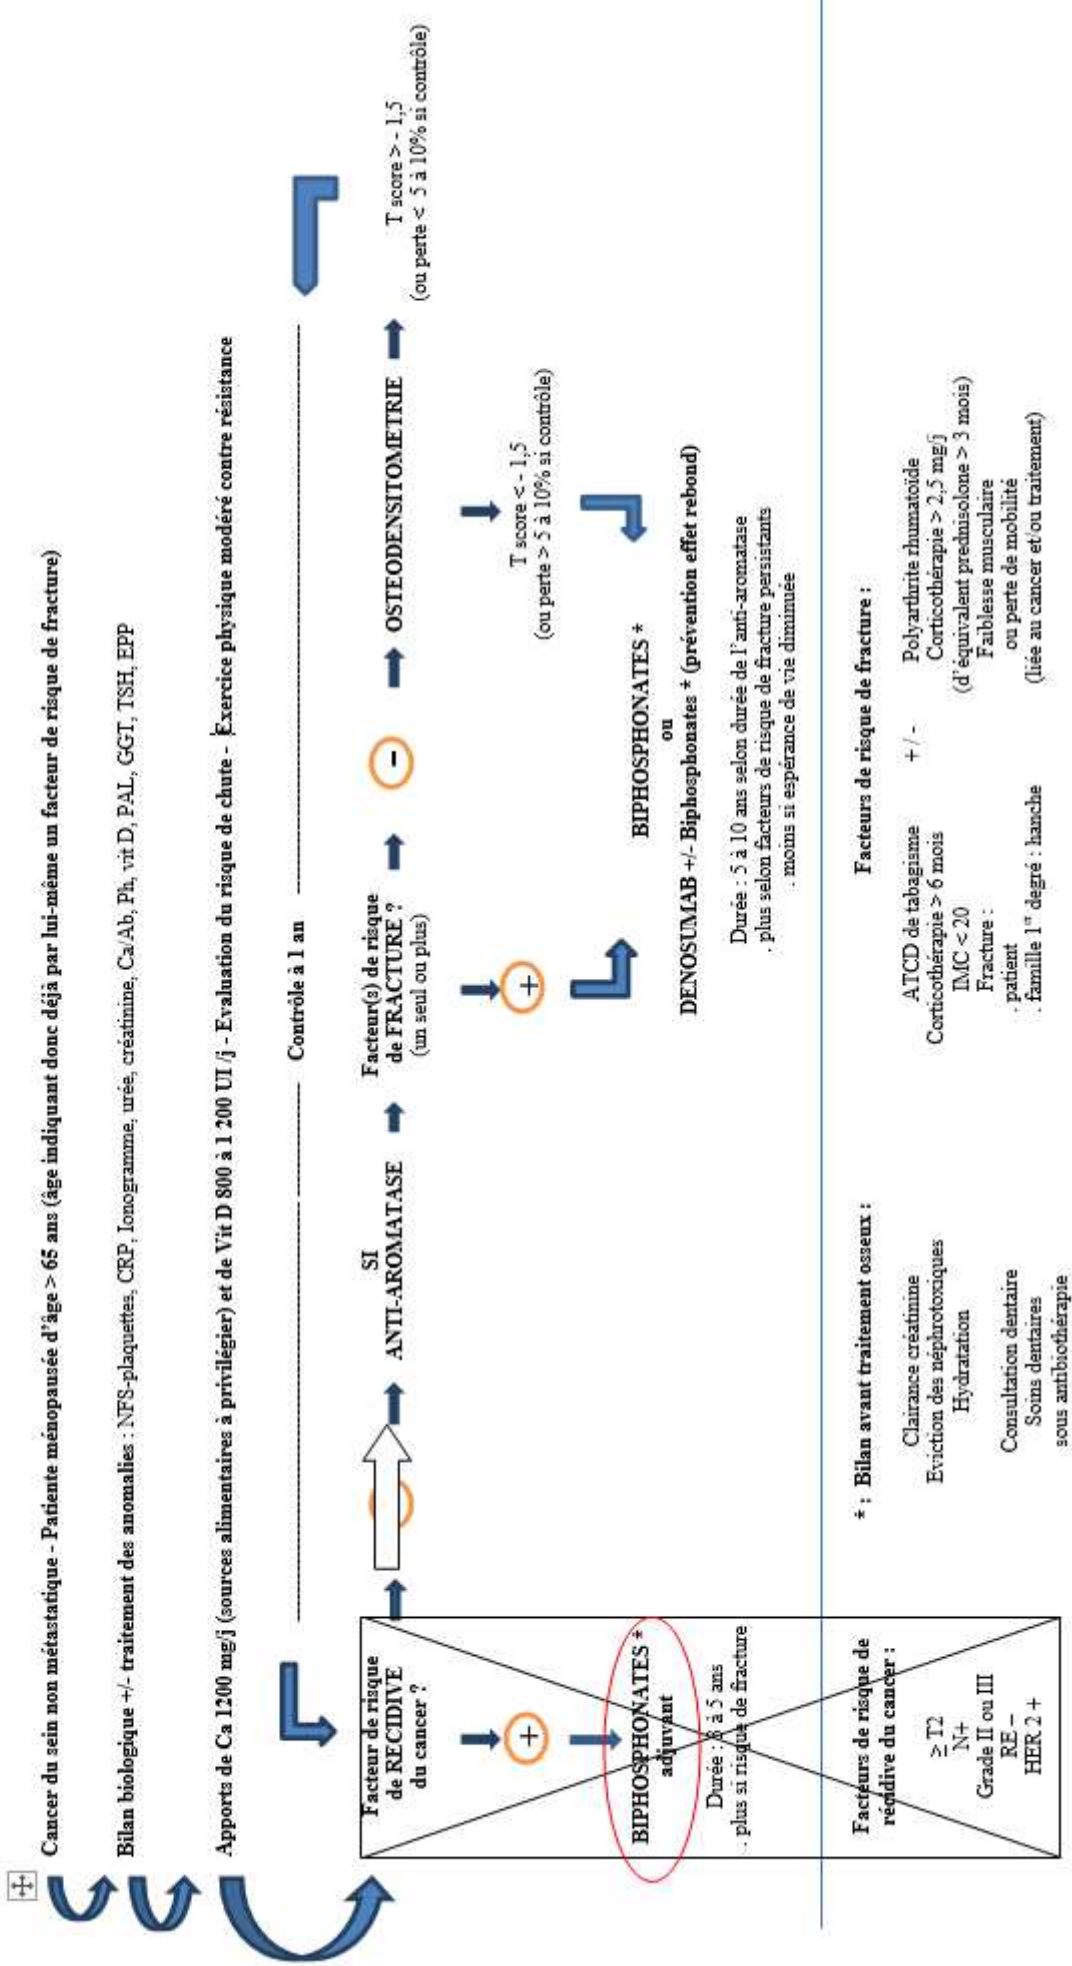 Cancer du sein non métastatique - Patiente ménopausée d'âge > 65 ans (âge indiquant donc déjà par lui-même un facteur de risque de fracture)
Bilan biologique +/- traitement des anomalies : NFS-plaquettes, CRP, Ionogramme, urée, créatinine, Ca/Ab, Ph, vit D, PAL, GGT, TSH, EPP
Apports de Ca 1200 mg/j (sources alimentaires à privilégier) et de Vit D 800 à 1 200 UI /j - Evaluation du risque de chute - Exercice physique modéré contre résistance
Contrôle à 1 an
Facteur de risque
de RECIDIVE
du cancer ?
+
BIPHOSPHONATES *
adjuvant
Durée : 3 à 5 ans
. plus si risque de fracture
SI
ANTI-AROMATASE
Facteur(s) de risque
de FRACTURE ?
(un seul ou plus)
+
-
OSTEODENSITOMETRIE
T score > - 1,5
(ou perte < 5 à 10% si contrôle)
T score < - 1,5
(ou perte > 5 à 10% si contrôle)
BIPHOSPHONATES *
ou
DENOSUMAB +/- Biphosphonates * (prévention effet rebond)
Durée : 5 à 10 ans selon durée de l'anti-aromatase
. plus selon facteurs de risque de fracture persistants
. moins si espérance de vie diminuée
Facteurs de risque de
récidive du cancer :
≥ T2
N+
Grade II ou III
RE –
HER 2 +
* : Bilan avant traitement osseux :
Clairance créatinine
Eviction des néphrotoxiques
Hydratation
Consultation dentaire
Soins dentaires
sous antibiothérapie
Facteurs de risque de fracture :
ATCD de tabagisme
Corticothérapie > 6 mois
IMC < 20
Fracture :
. patient
. famille 1er degré : hanche
+ / -
Polyarthrite rhumatoïde
Corticothérapie > 2,5 mg/j
(d'équivalent prednisolone > 3 mois)
Faiblesse musculaire
ou perte de mobilité
(liée au cancer et/ou traitement)